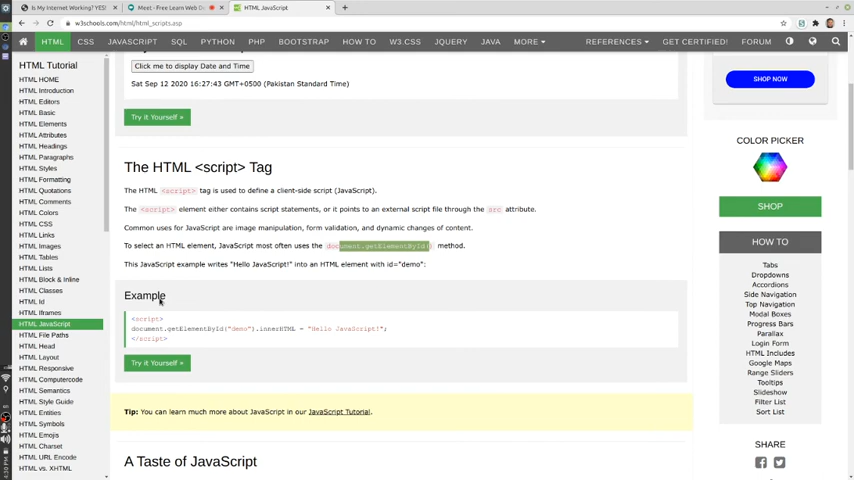 Is My Internet Working? YES!
Meet - Free Learn Web D
HTML JavaScript
w3schools.com/html/html_scripts.asp
HTML CSS JAVASCRIPT SQL PYTHON PHP BOOTSTRAP HOW TO W3.CSS JQUERY JAVA MORE REFERENCES GET CERTIFIED! FORUM
HTML Tutorial
HTML HOME
HTML Introduction
HTML Editors
HTML Basic
HTML Elements
HTML Attributes
HTML Headings
HTML Paragraphs
HTML Styles
HTML Formatting
HTML Quotations
HTML Comments
HTML Colors
HTML CSS
HTML Links
HTML Images
HTML Tables
HTML Lists
HTML Block & Inline
HTML Classes
HTML Id
HTML Iframes
HTML JavaScript
HTML File Paths
HTML Head
HTML Layout
HTML Responsive
HTML Computercode
HTML Semantics
HTML Style Guide
HTML Entities
HTML Symbols
HTML Emojis
HTML Charset
HTML URL Encode
HTML vs. XHTML
4:30 PM
Click me to display Date and Time
Sat Sep 12 2020 16:27:43 GMT+0500 (Pakistan Standard Time)
Try it Yourself »
The HTML <script> Tag
The HTML <script> tag is used to define a client-side script (JavaScript).
The <script> element either contains script statements, or it points to an external script file through the src attribute.
Common uses for JavaScript are image manipulation, form validation, and dynamic changes of content.
To select an HTML element, JavaScript most often uses the document.getElementById() method.
This JavaScript example writes "Hello JavaScript!" into an HTML element with id="demo":
Example
<script>
document.getElementById("demo").innerHTML = "Hello JavaScript!";
</script>
Try it Yourself »
Tip: You can learn much more about JavaScript in our JavaScript Tutorial.
A Taste of JavaScript
SHOP NOW
COLOR PICKER
SHOP
HOW TO
Tabs
Dropdowns
Accordions
Side Navigation
Top Navigation
Modal Boxes
Progress Bars
Parallax
Login Form
HTML Includes
Google Maps
Range Sliders
Tooltips
Slideshow
Filter List
Sort List
SHARE